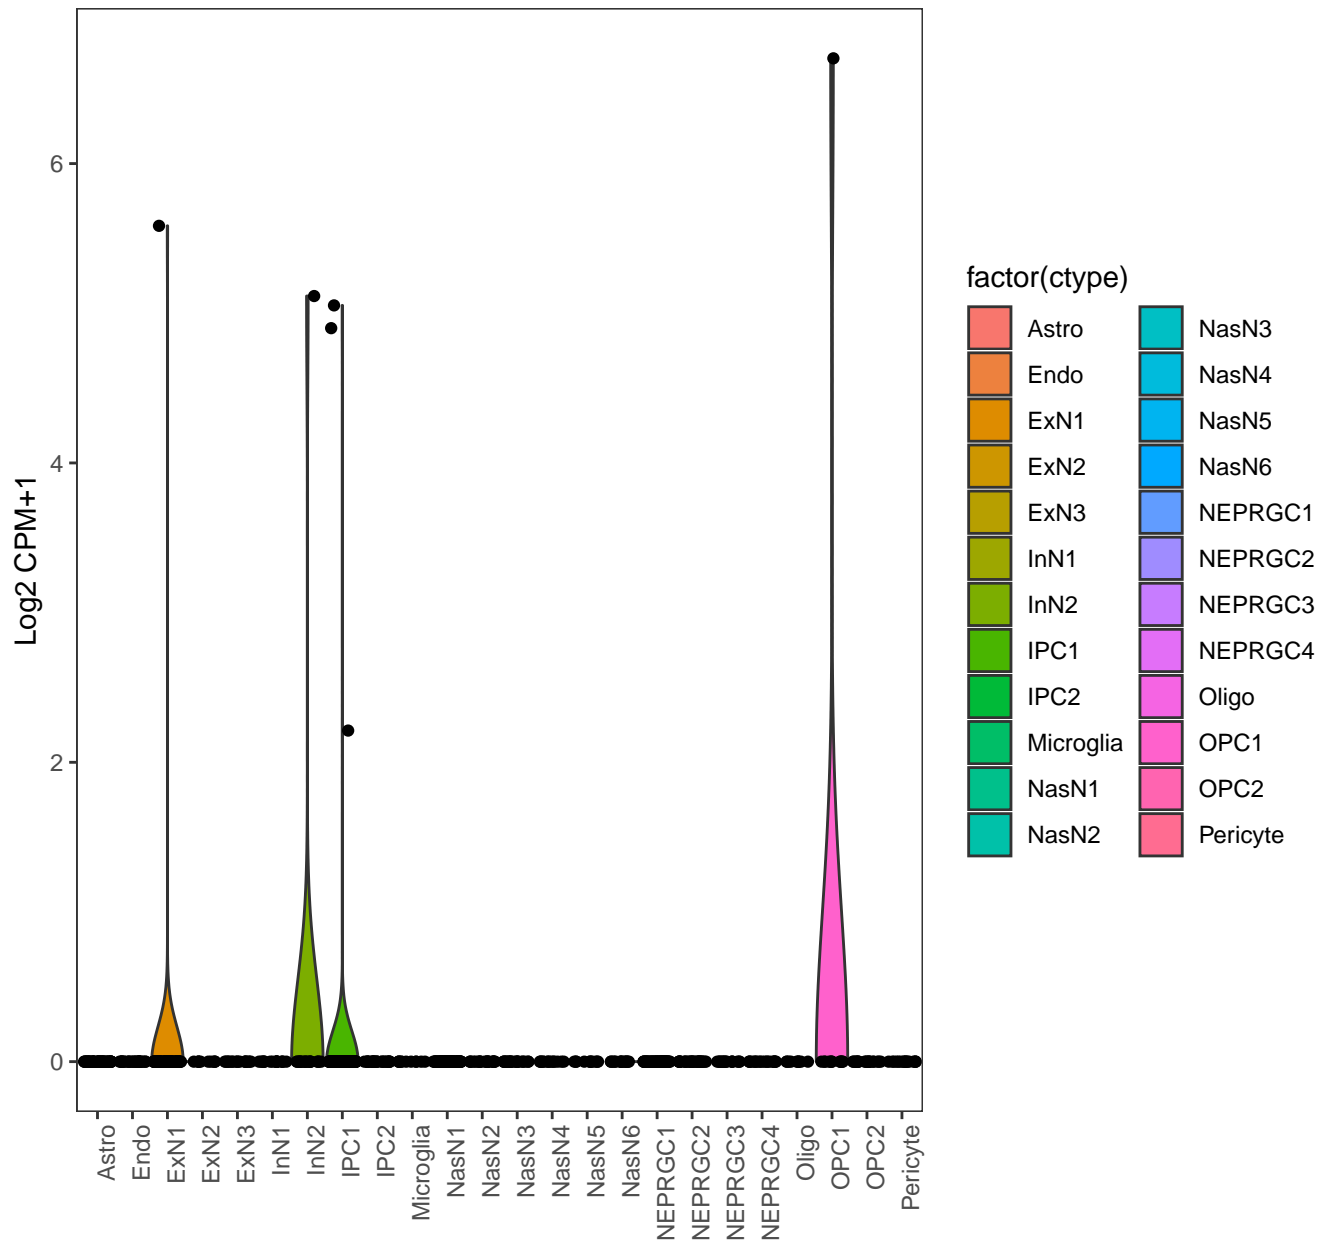 6
4
2
0
Log2 CPM+1
Astro
Endo
ExN1
ExN2
ExN3
InN1
InN2
IPC1
IPC2
Microglia
NasN1
NasN2
NasN3
NasN4
NasN5
NasN6
NEPRGC1
NEPRGC2
NEPRGC3
NEPRGC4
Oligo
OPC1
OPC2
Pericyte
factor(ctype)
Astro
Endo
ExN1
ExN2
ExN3
InN1
InN2
IPC1
IPC2
Microglia
NasN1
NasN2
NasN3
NasN4
NasN5
NasN6
NEPRGC1
NEPRGC2
NEPRGC3
NEPRGC4
Oligo
OPC1
OPC2
Pericyte